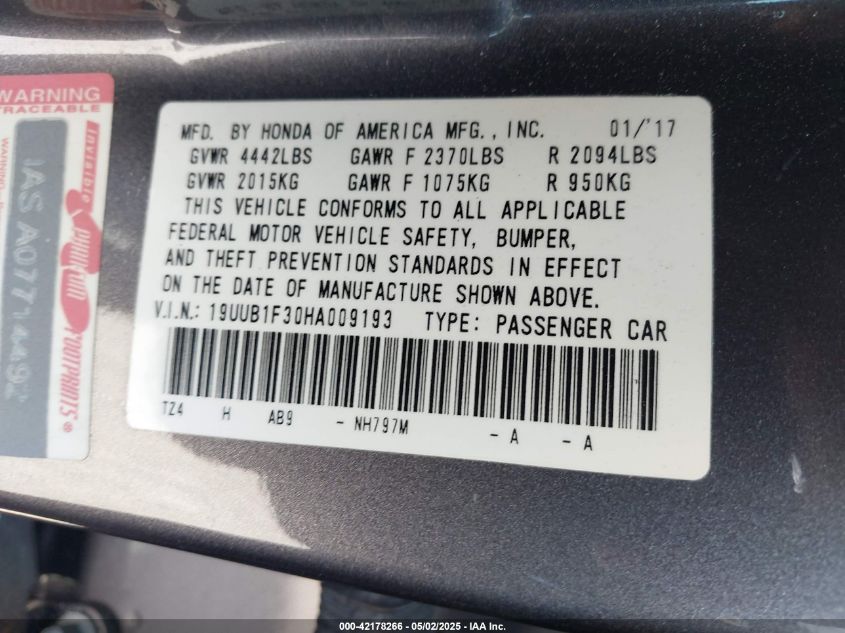 WARNING
TRACEABLE
Invisible
PHANTOM
FOOTPRINTS®
MFD. BY HONDA OF AMERICA MFG., INC. 01/'17
GVWR 4442LBS GAWR F 2370LBS R 2094LBS
GVWR 2015KG GAWR F 1075KG R 950KG
THIS VEHICLE CONFORMS TO ALL APPLICABLE
FEDERAL MOTOR VEHICLE SAFETY, BUMPER,
AND THEFT PREVENTION STANDARDS IN EFFECT
ON THE DATE OF MANUFACTURE SHOWN ABOVE.
V.I.N.: 19UUB1F30HA009193 TYPE: PASSENGER CAR
TZ4 H AB9 - NH797M - A - A
000-42178266 - 05/02/2025 - IAA Inc.